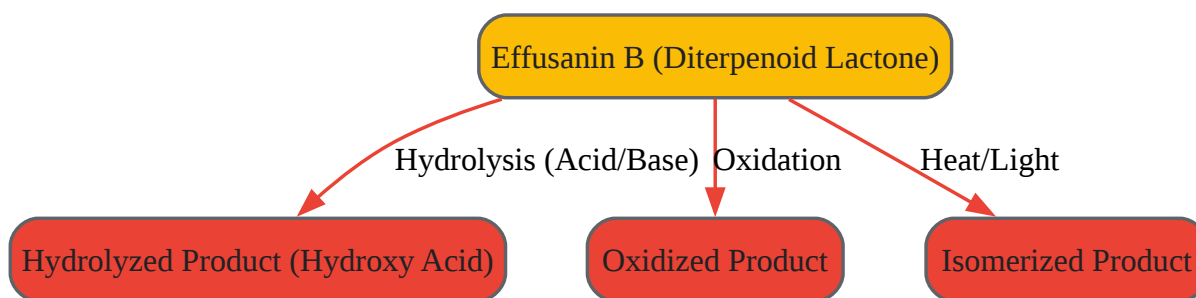 Effusanin B (Diterpenoid Lactone)
Hydrolysis (Acid/Base)
Oxidation
Heat/Light
Hydrolyzed Product (Hydroxy Acid)
Oxidized Product
Isomerized Product